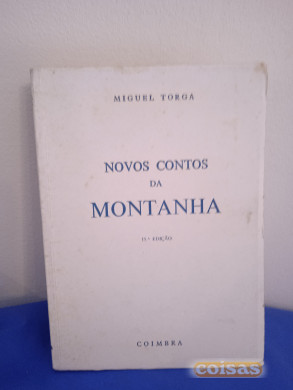 MIGUEL TORGA
NOVOS CONTOS
DA
MONTANHA
COIMBRA
coisas